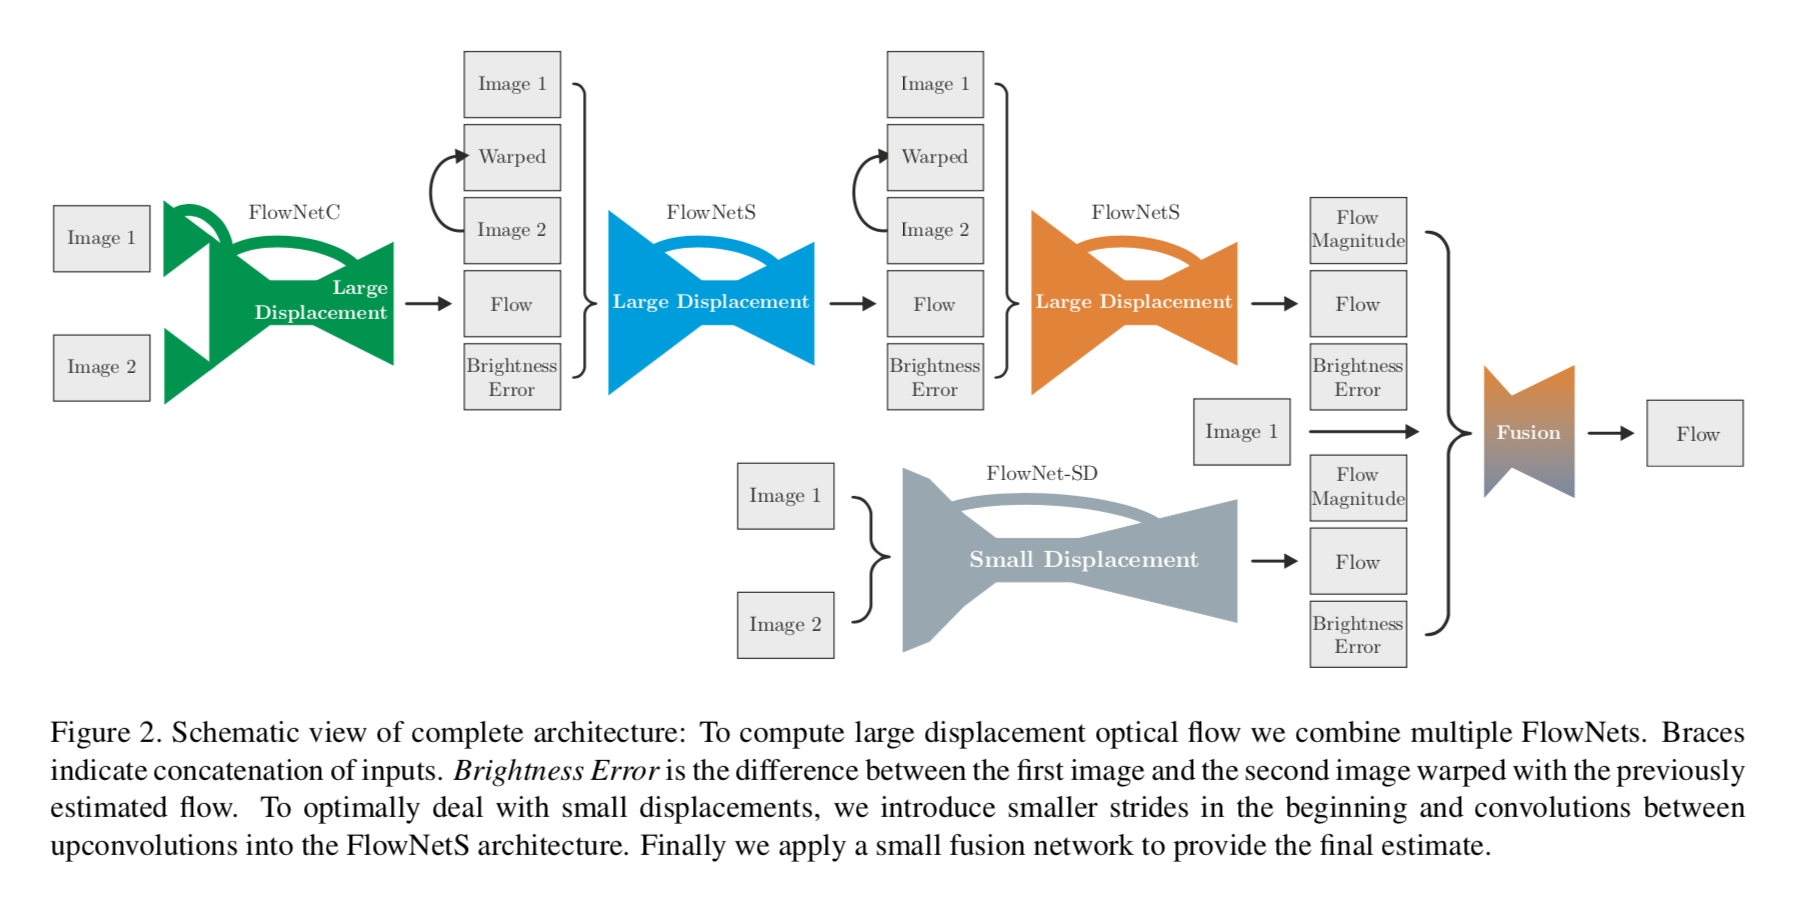 Image 1
Image 2
FlowNetC
Large
Displacement
Image 1
Warped
Image 2
Flow
Brightness
Error
FlowNetS
Large Displacement
Image 1
Warped
Image 2
Flow
Brightness
Error
FlowNetS
Large Displacement
Flow
Magnitude
Flow
Brightness
Error
Image 1
Image 1
Image 2
FlowNet-SD
Small Displacement
Flow
Magnitude
Flow
Brightness
Error
Fusion
Flow
Figure 2. Schematic view of complete architecture: To compute large displacement optical flow we combine multiple FlowNets. Braces
indicate concatenation of inputs. Brightness Error is the difference between the first image and the second image warped with the previously
estimated flow. To optimally deal with small displacements, we introduce smaller strides in the beginning and convolutions between
upconvolutions into the FlowNetS architecture. Finally we apply a small fusion network to provide the final estimate.